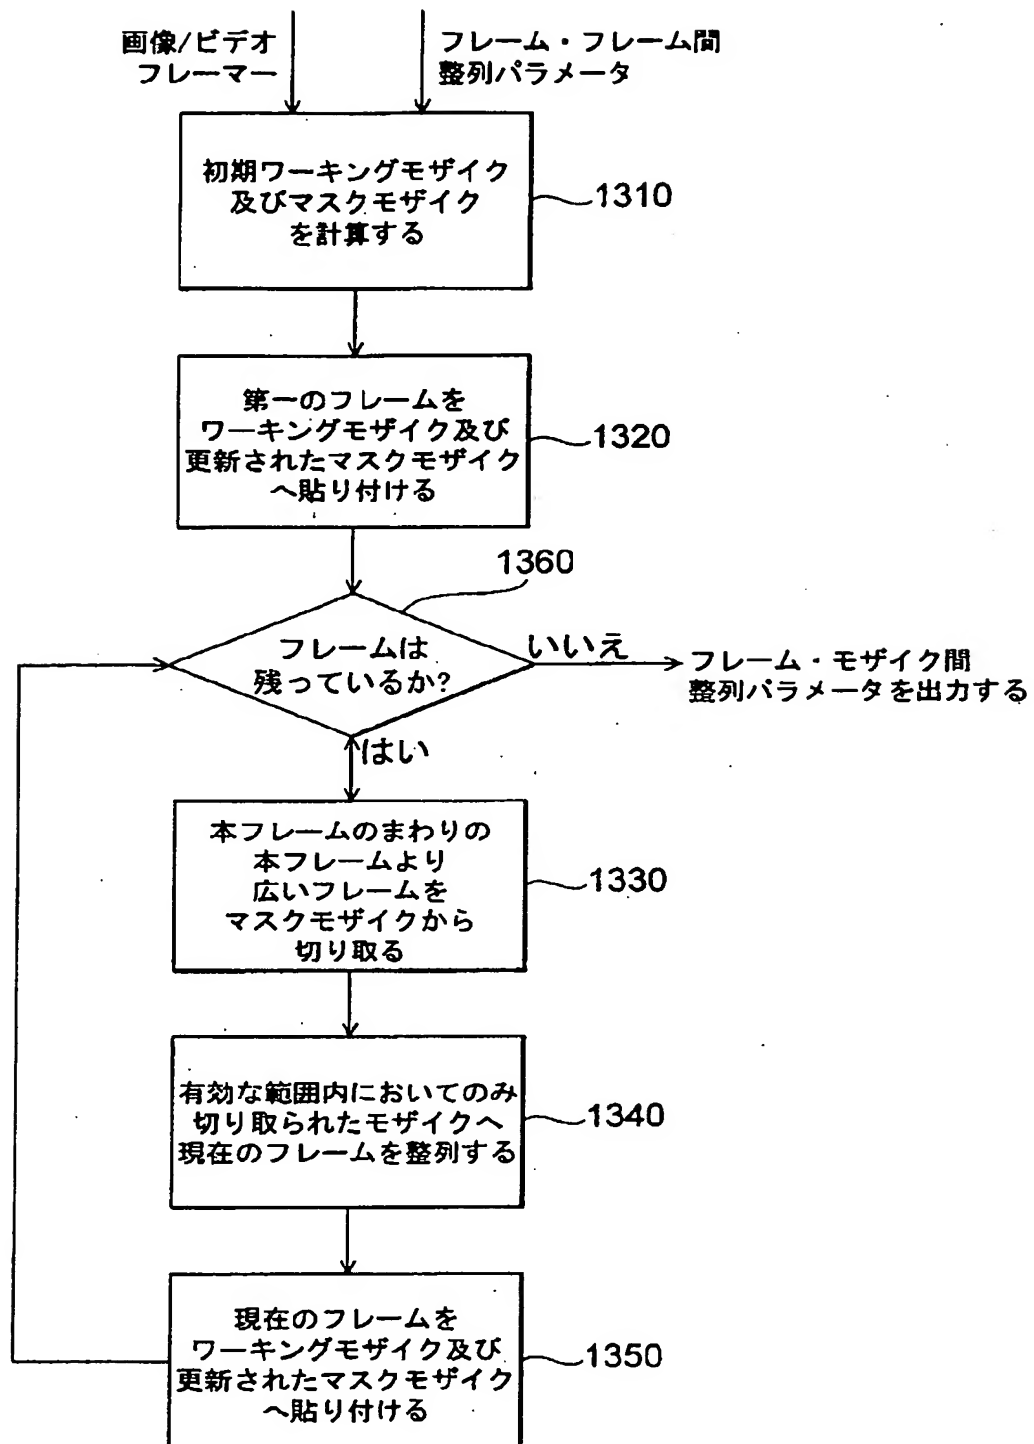 画像/ビデオ
フレーマー
フレーム・フレーム間
整列パラメータ
初期ワーキングモザイク
及びマスクモザイク
を計算する
1310
第一のフレームを
ワーキングモザイク及び
更新されたマスクモザイク
へ貼り付ける
1320
1360
フレームは
残っているか?
いいえ
フレーム・モザイク間
整列パラメータを出力する
はい
本フレームのまわりの
本フレームより
広いフレームを
マスクモザイクから
切り取る
1330
有効な範囲内においてのみ
切り取られたモザイクへ
現在のフレームを整列する
1340
現在のフレームを
ワーキングモザイク及び
更新されたマスクモザイク
へ貼り付ける
1350